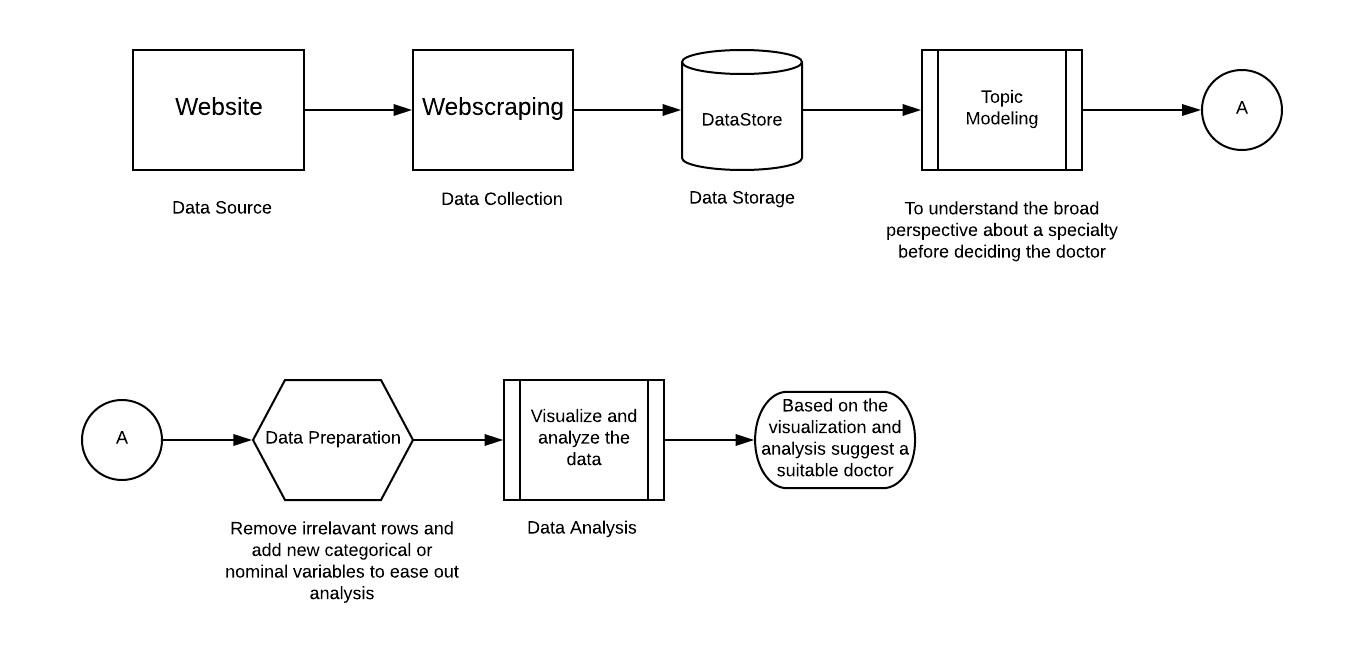 Website
Webscraping
DataStore
Topic
Modeling
A
Data Source
Data Collection
Data Storage
To understand the broad
perspective about a specialty
before deciding the doctor
A
Data Preparation
Visualize and
analyze the
data
Based on the
visualization and
analysis suggest a
suitable doctor
Remove irrelavant rows and
add new categorical or
nominal variables to ease out
analysis
Data Analysis